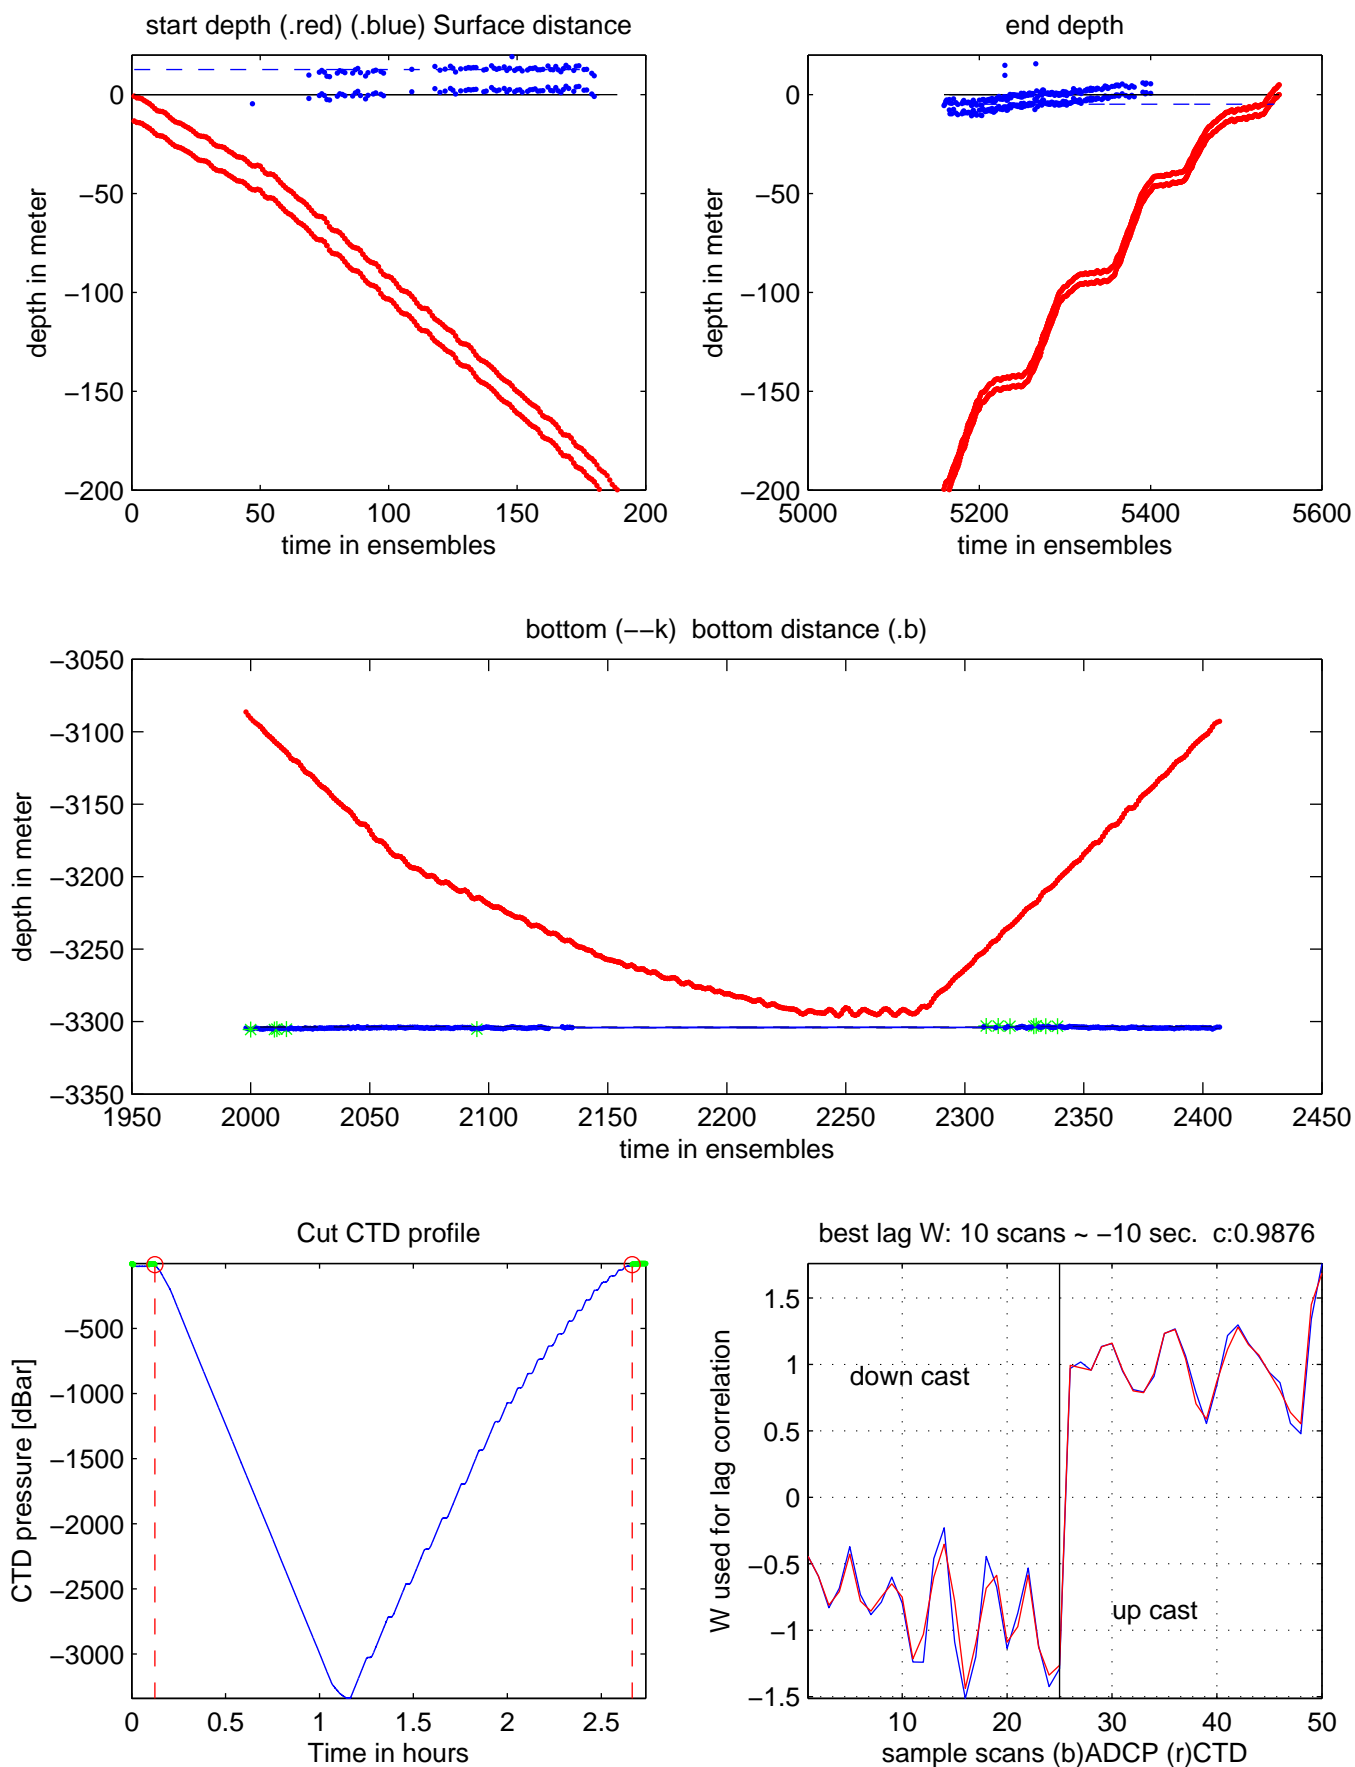 start depth (.red) (.blue) Surface distance
0
−50
−100
−150
−200
depth in meter
0 50 100 150 200
time in ensembles
end depth
0
−50
−100
−150
−200
depth in meter
5000 5200 5400 5600
time in ensembles
bottom (−−k)  bottom distance (.b)
−3050
−3100
−3150
−3200
−3250
−3300
−3350
depth in meter
1950 2000 2050 2100 2150 2200 2250 2300 2350 2400 2450
time in ensembles
Cut CTD profile
−500
−1000
−1500
−2000
−2500
−3000
CTD pressure [dBar]
0 0.5 1 1.5 2 2.5
Time in hours
best lag W: 10 scans ~ −10 sec.  c:0.9876
1.5
1
0.5
0
−0.5
−1
−1.5
W used for lag correlation
down cast
up cast
10 20 30 40 50
sample scans (b)ADCP (r)CTD